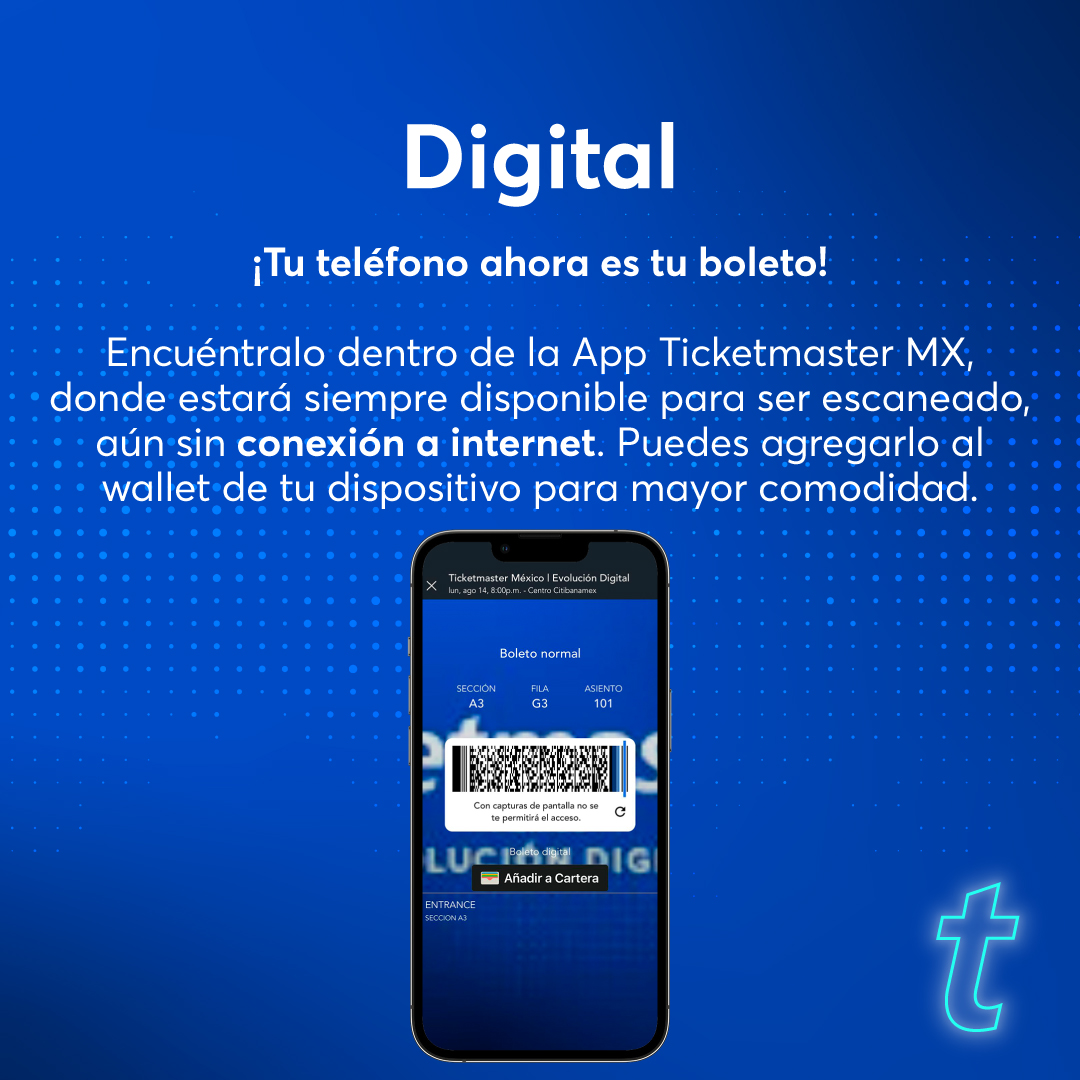 Digital
¡Tu teléfono ahora es tu boleto!
Encuéntralo dentro de la App Ticketmaster MX,
donde estará siempre disponible para ser escaneado,
aún sin conexión a internet. Puedes agregarlo al
wallet de tu dispositivo para mayor comodidad.
Ticketmaster México | Evolución Digital
lun, ago 14, 8:00p.m. - Centro Citibanamex
Boleto normal
SECCIÓN FILA ASIENTO
A3 G3 101
etmas
Con capturas de pantalla no se
te permitirá el acceso.
Boleto digital
LUCIÓN DIGI
Añadir a Cartera
ENTRANCE
SECCION A3
t